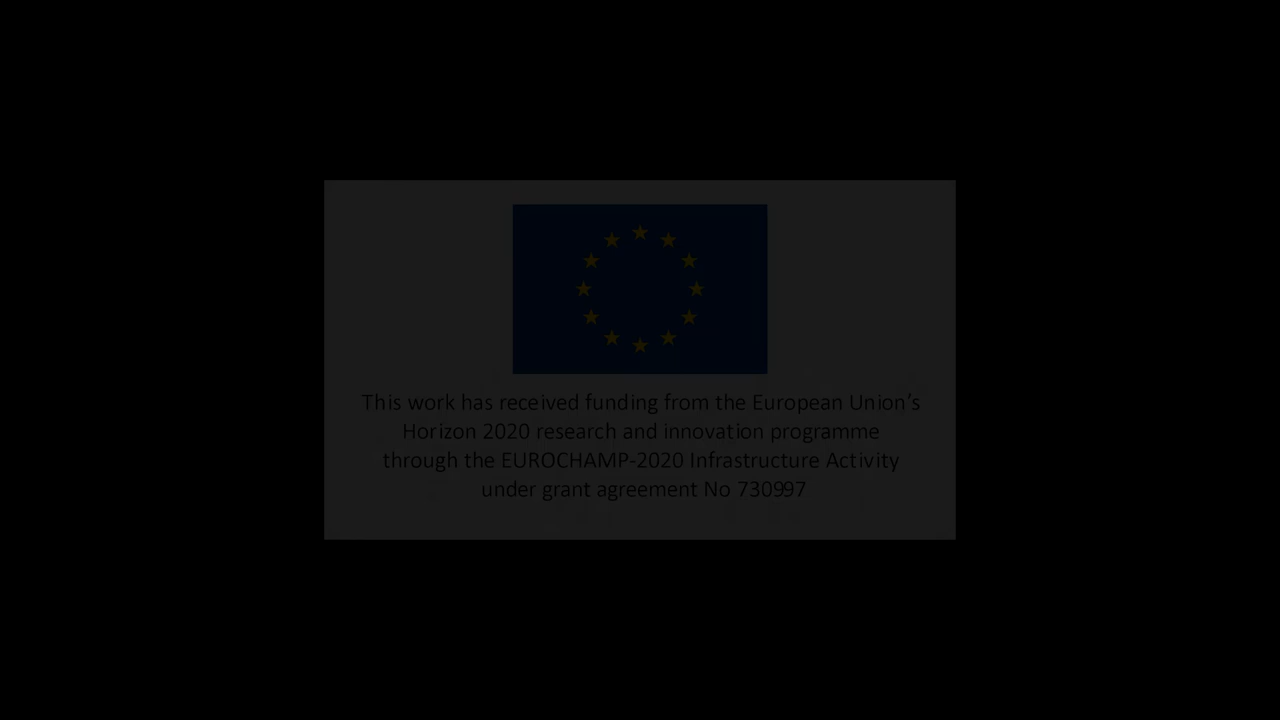 This work has received funding from the European Union’s
Horizon 2020 research and innovation programme
through the EUROCHAMP-2020 Infrastructure Activity
under grant agreement No 730997